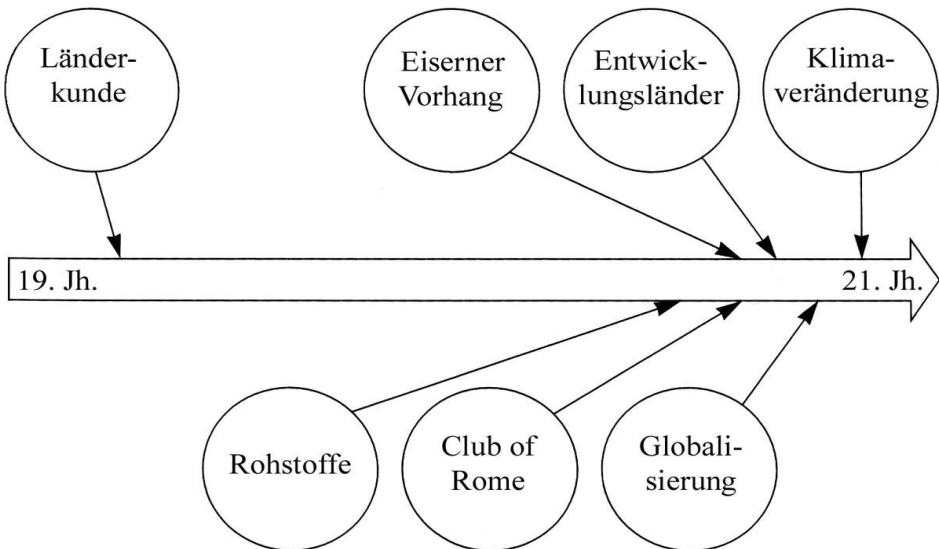 Länder-
kunde
Eiserner
Vorhang
Entwick-
lungsländer
Klima-
veränderung
19. Jh.
21. Jh.
Rohstoffe
Club of
Rome
Globali-
sierung